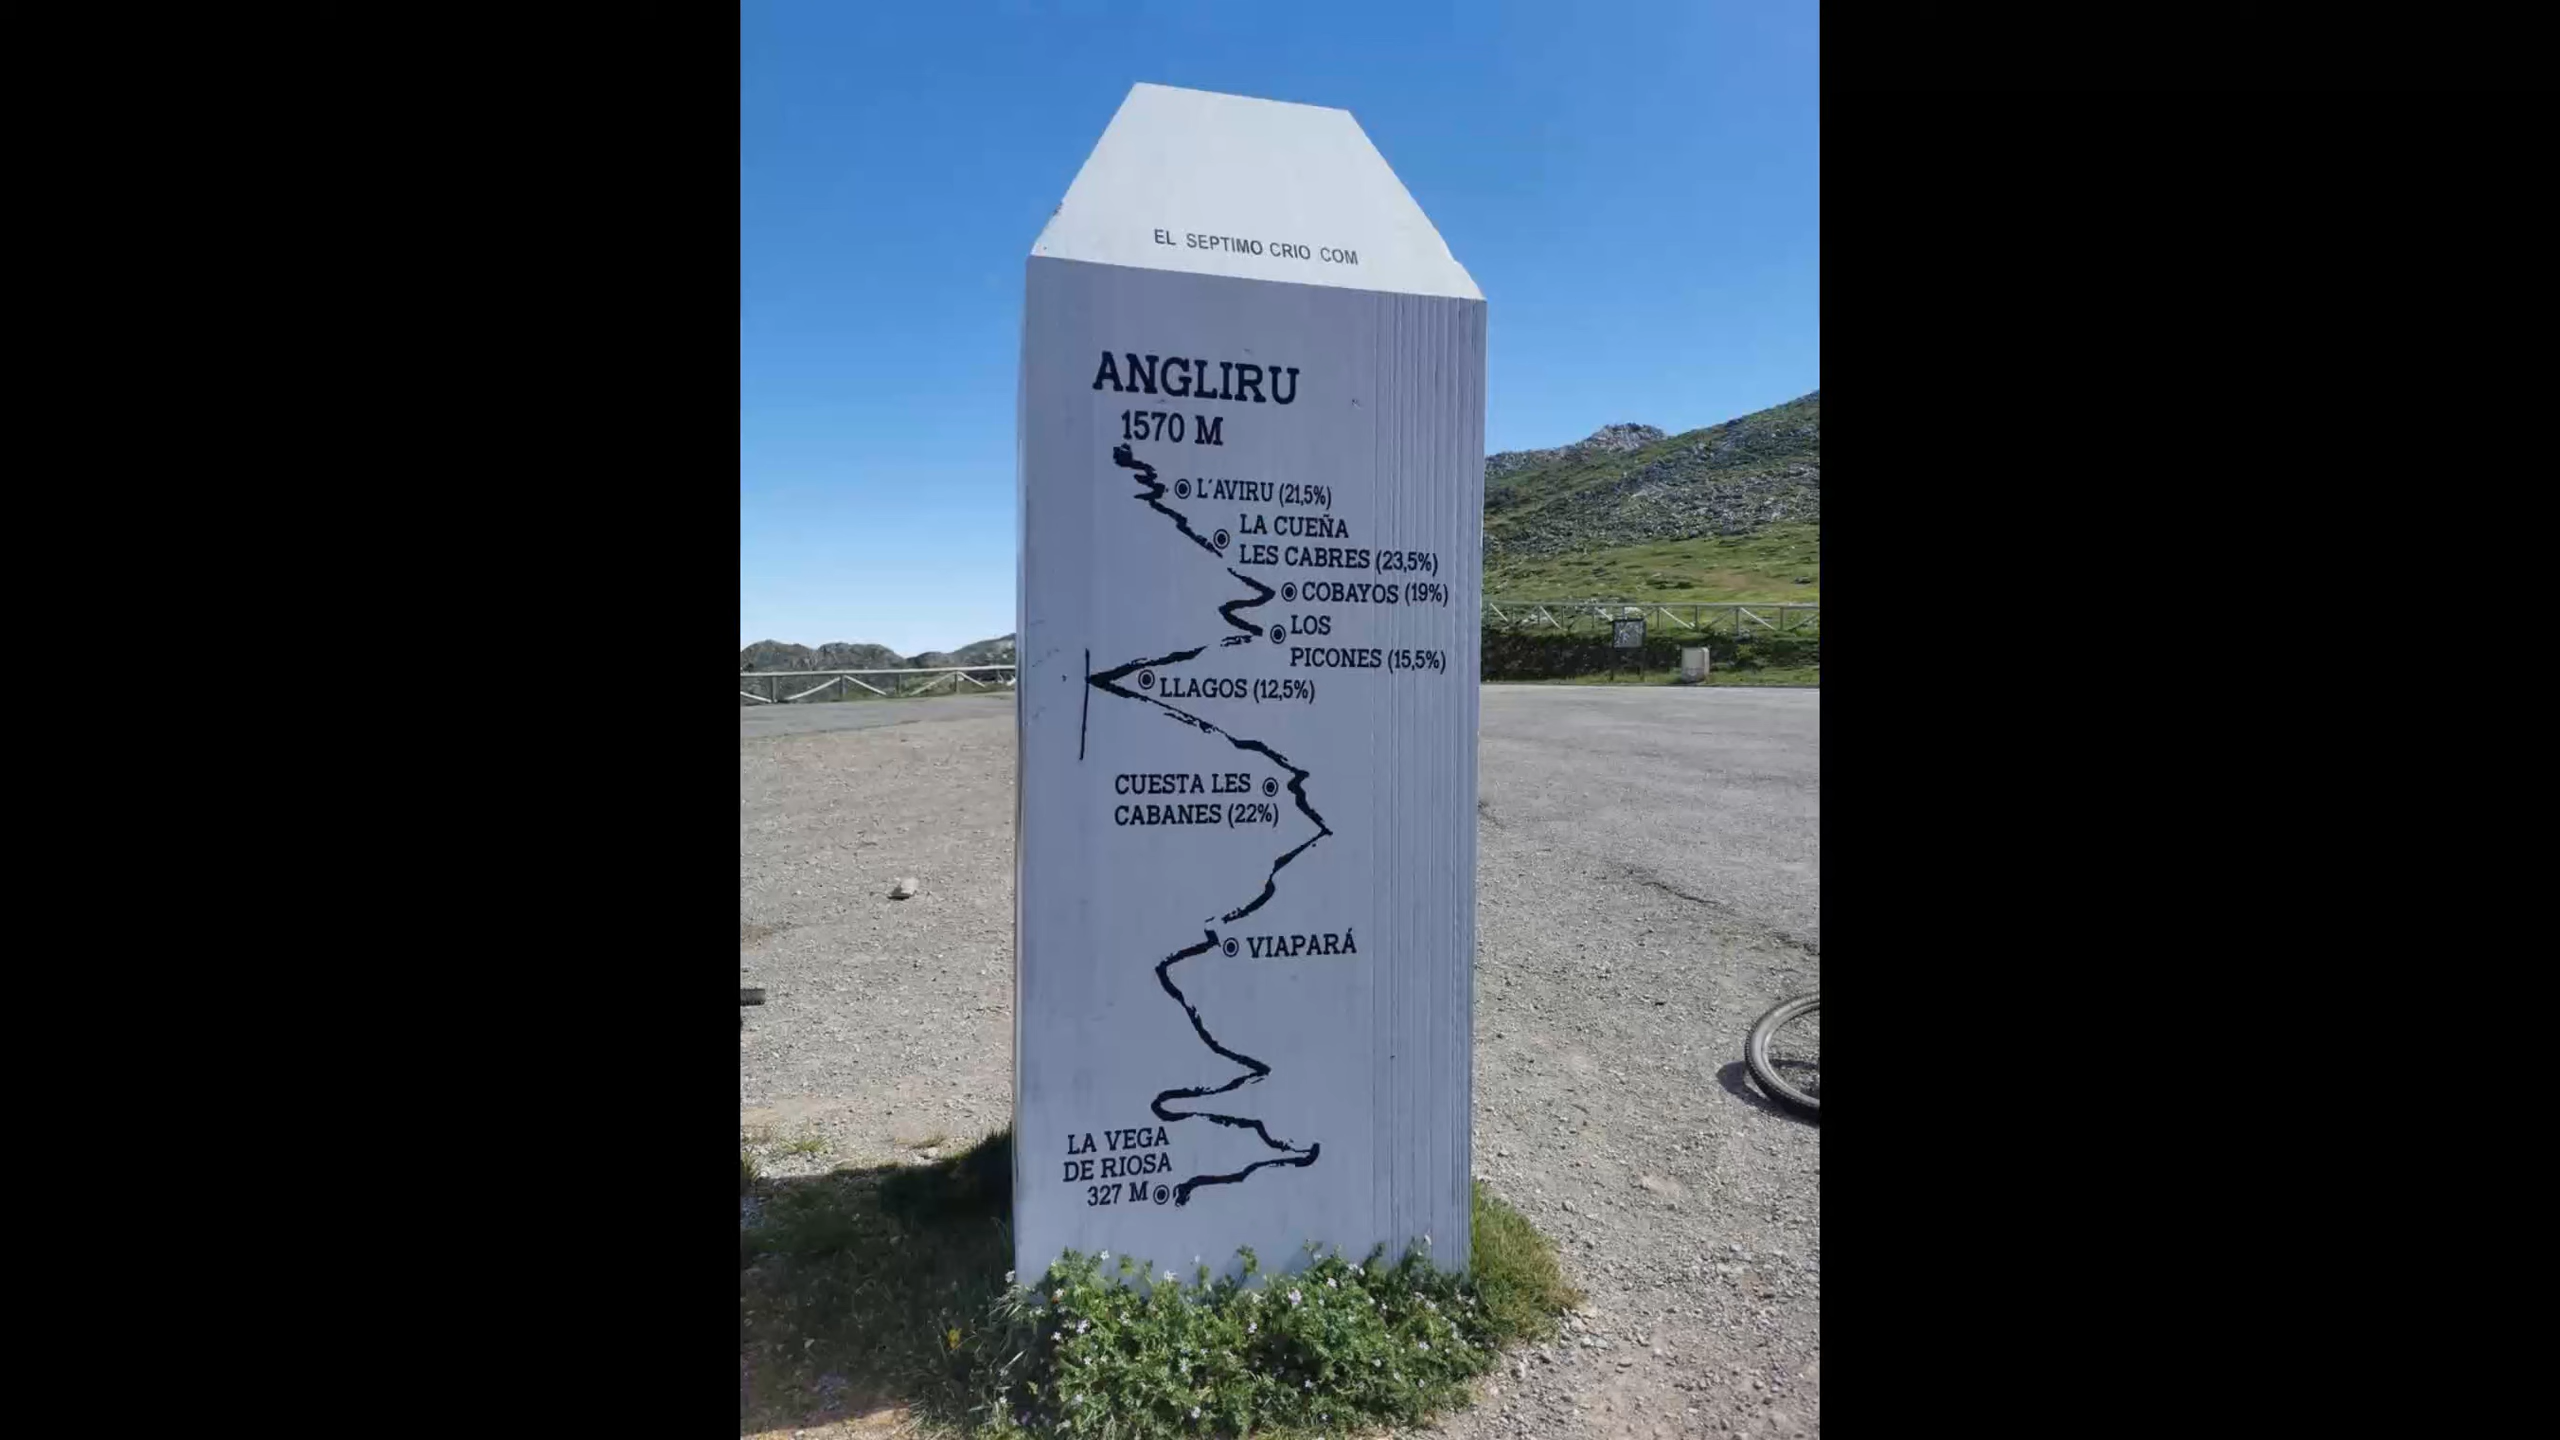 EL SEPTIMO CRIO COM
ANGLIRU
1570 M
L´AVIRU (21,5%)
LA CUEÑA
LES CABRES (23,5%)
COBAYOS (19%)
LOS
PICONES (15,5%)
LLAGOS (12,5%)
CUESTA LES
CABANES (22%)
VIAPARÁ
LA VEGA
DE RIOSA
327 M